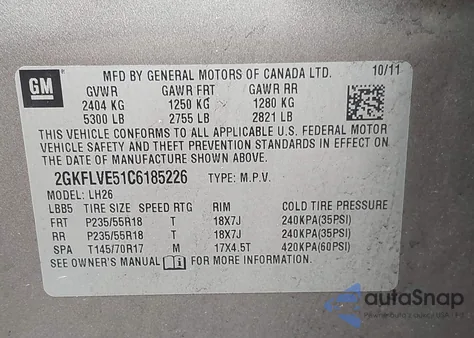 GM
MFD BY GENERAL MOTORS OF CANADA LTD. 10/11
GVWR GAWR FRT GAWR RR
2404 KG 1250 KG 1280 KG
5300 LB 2755 LB 2821 LB
THIS VEHICLE CONFORMS TO ALL APPLICABLE U.S. FEDERAL MOTOR
VEHICLE SAFETY AND THEFT PREVENTION STANDARDS IN EFFECT ON THE
DATE OF MANUFACTURE SHOWN ABOVE.
2GKFLVE51C6185226 TYPE: M.P.V.
MODEL: LH26
LBB5 TIRE SIZE SPEED RTG RIM COLD TIRE PRESSURE
FRT P235/55R18 T 18X7J 240KPA(35PSI)
RR P235/55R18 T 18X7J 240KPA(35PSI)
SPA T145/70R17 M 17X4.5T 420KPA(60PSI)
SEE OWNER'S MANUAL FOR MORE INFORMATION.
autoSnap